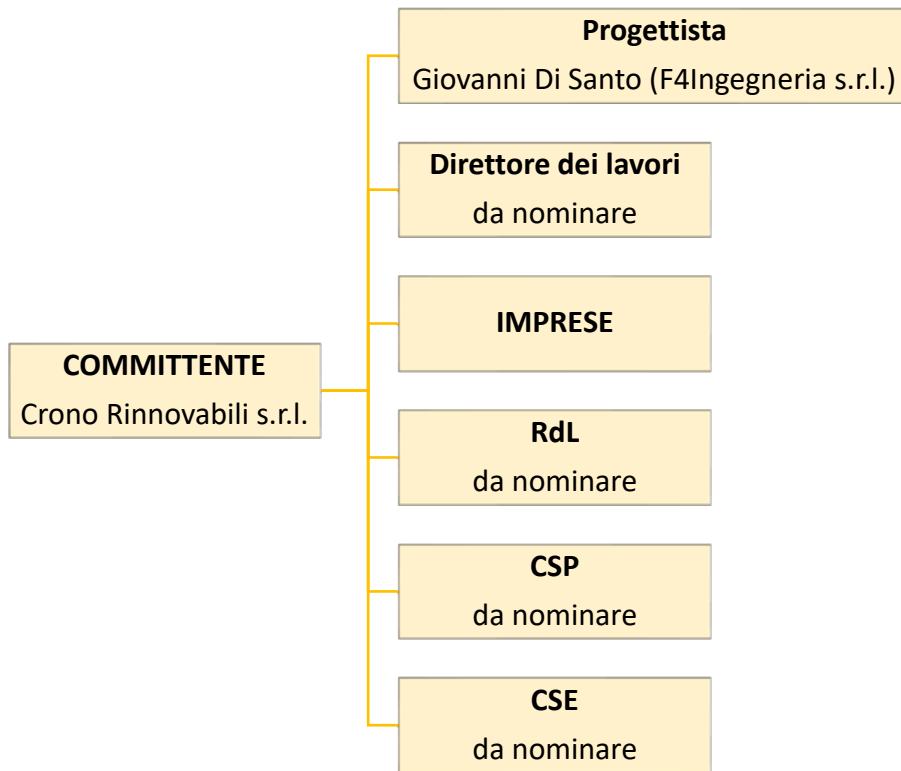 Progettista
Giovanni Di Santo (F4Ingegneria s.r.l.)
Direttore dei lavori
da nominare
IMPRESE
COMMITTENTE
Crono Rinnovabili s.r.l.
RdL
da nominare
CSP
da nominare
CSE
da nominare